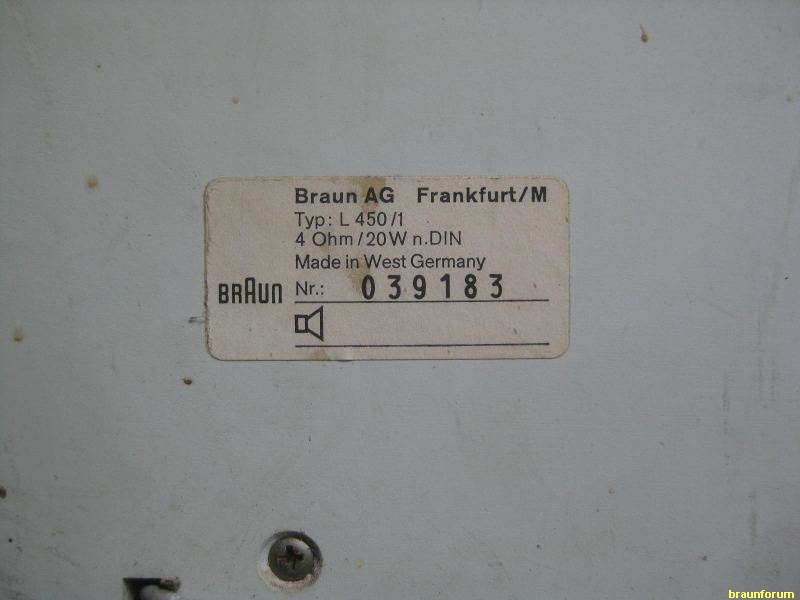 Braun AG Frankfurt/M
Typ: L 450/1
4 Ohm/20W n.DIN
Made in West Germany
BRAUN Nr.: 039183
braunforum